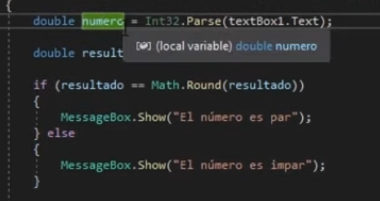 {
double numero = Int32.Parse(textBox1.Text);
(local variable) double numero
double result
if (resultado == Math.Round(resultado))
{
MessageBox.Show("El número es par");
} else
{
MessageBox.Show("El número es impar");
}